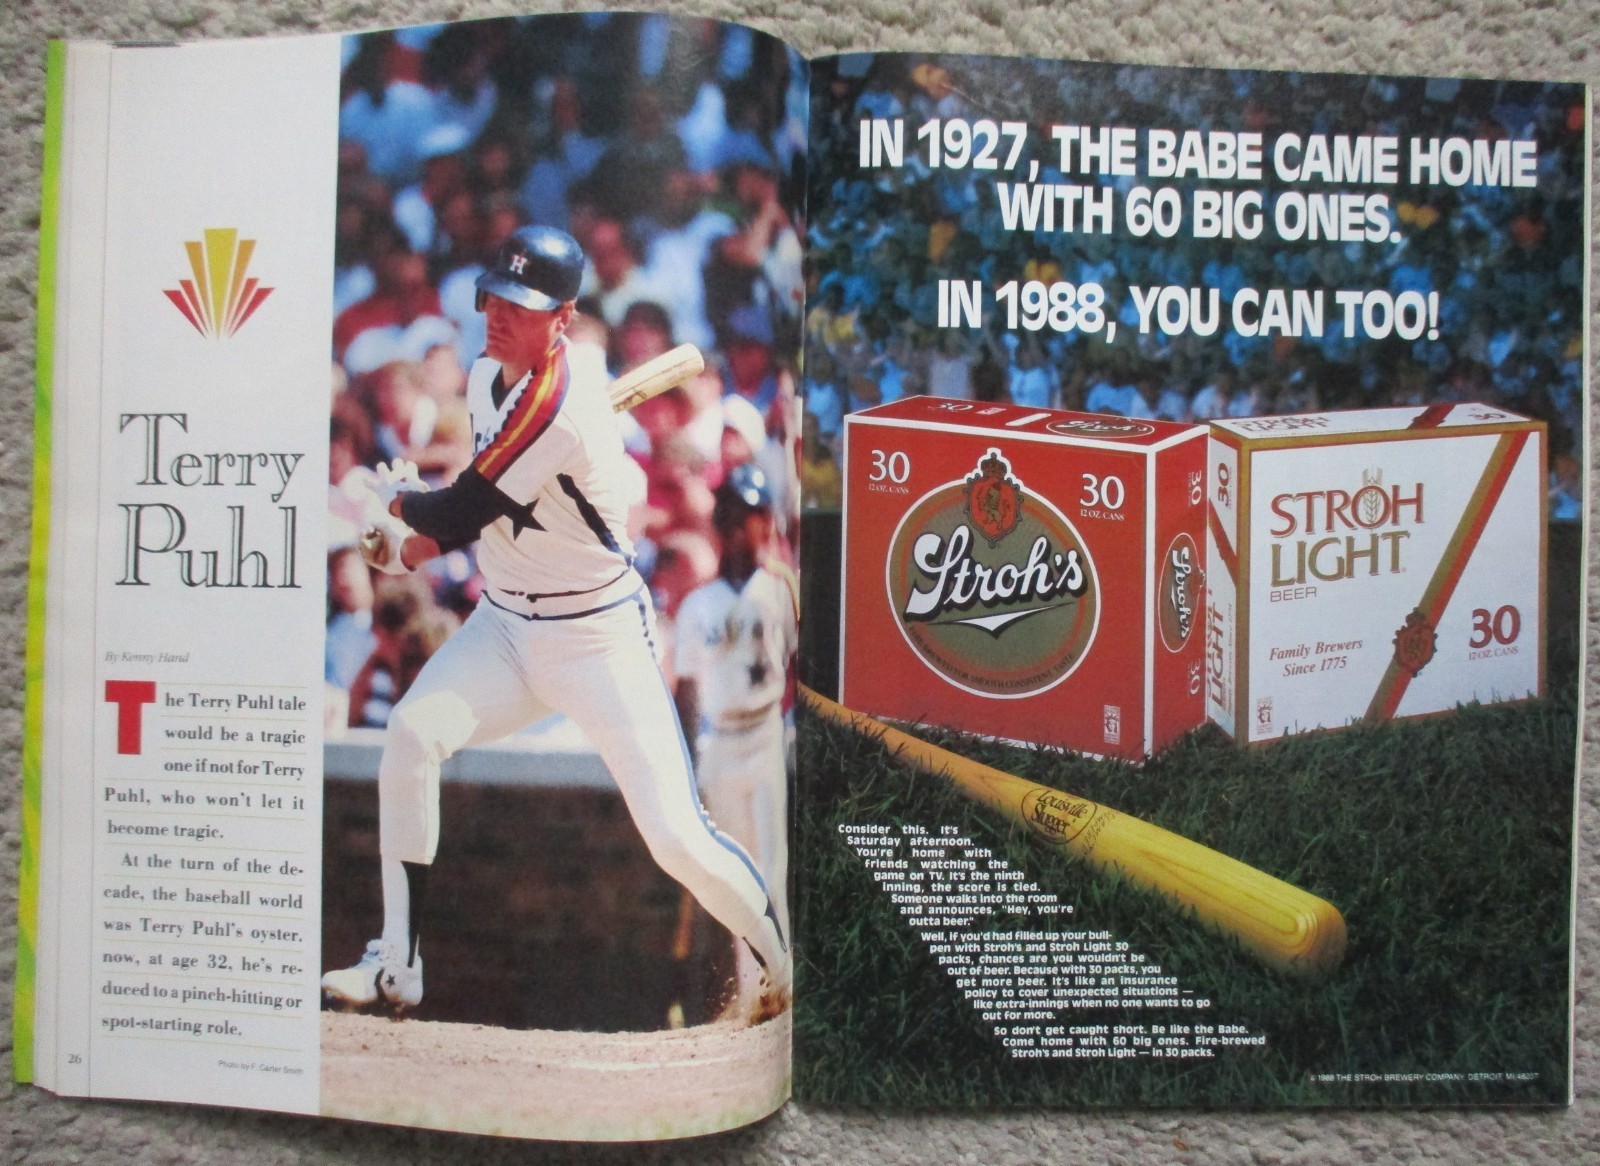 Terry
Puhl
By Kenny Hand
The Terry Puhl tale
would be a tragic
one if not for Terry
Puhl, who won't let it
become tragic.
At the turn of the de-
cade, the baseball world
was Terry Puhl's oyster.
now, at age 32, he's re-
duced to a pinch-hitting or
spot-starting role.
26
Photo by F. Carter Smith
H
IN 1927, THE BABE CAME HOME
WITH 60 BIG ONES.
IN 1988, YOU CAN TOO!
30
Stroh's
30
12 OZ. CANS
30
12 OZ. CANS
Stroh's
30
Stroh's
30
30
LIGHT
30
30
STROH
LIGHT
BEER
Family Brewers
Since 1775
30
12 OZ. CANS
Louisville
Slugger
Consider this. It's
Saturday afternoon.
You're home with
friends watching the
game on TV. It's the ninth
inning, the score is tied.
Someone walks into the room
and announces, "Hey, you're
outta beer."
Well, if you'd had filled up your bull-
pen with Stroh's and Stroh Light 30
packs, chances are you wouldn't be
out of beer. Because with 30 packs, you
get more beer. It's like an insurance
policy to cover unexpected situations —
like extra-innings when no one wants to go
out for more.
So don't get caught short. Be like the Babe.
Come home with 60 big ones. Fire-brewed
Stroh's and Stroh Light — in 30 packs.
© 1988 THE STROH BREWERY COMPANY, DETROIT, MI 48207